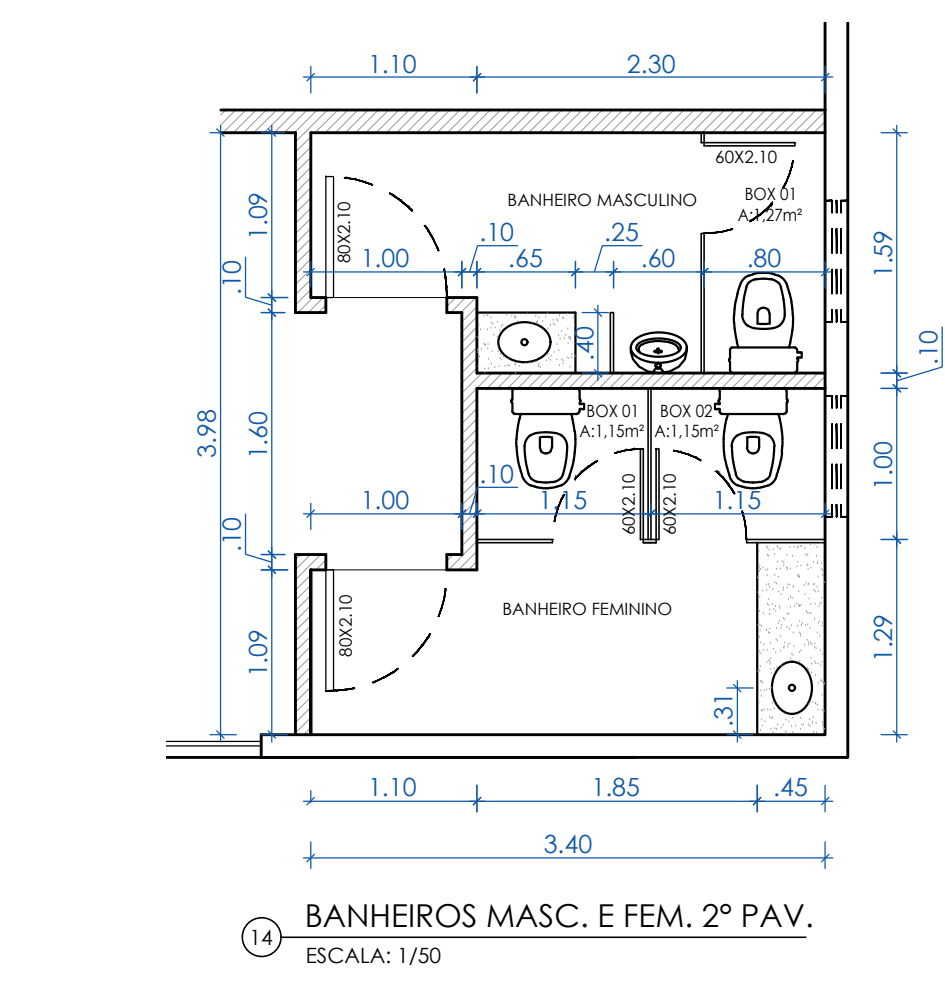 1.10
2.30
60X2.10
BANHEIRO MASCULINO
BOX 01
A:1,27m²
80X2.10
1.09
.10
.25
1.00
.65
.60
.80
1.59
.10
.40
.10
BOX 01
A:1,15m²
BOX 02
A:1,15m²
3.98
1.60
1.00
.10
1.00
1.15
1.15
60X2.10
60X2.10
.10
80X2.10
BANHEIRO FEMININO
1.09
1.29
.31
1.10
1.85
.45
3.40
14
BANHEIROS MASC. E FEM. 2º PAV.
ESCALA: 1/50